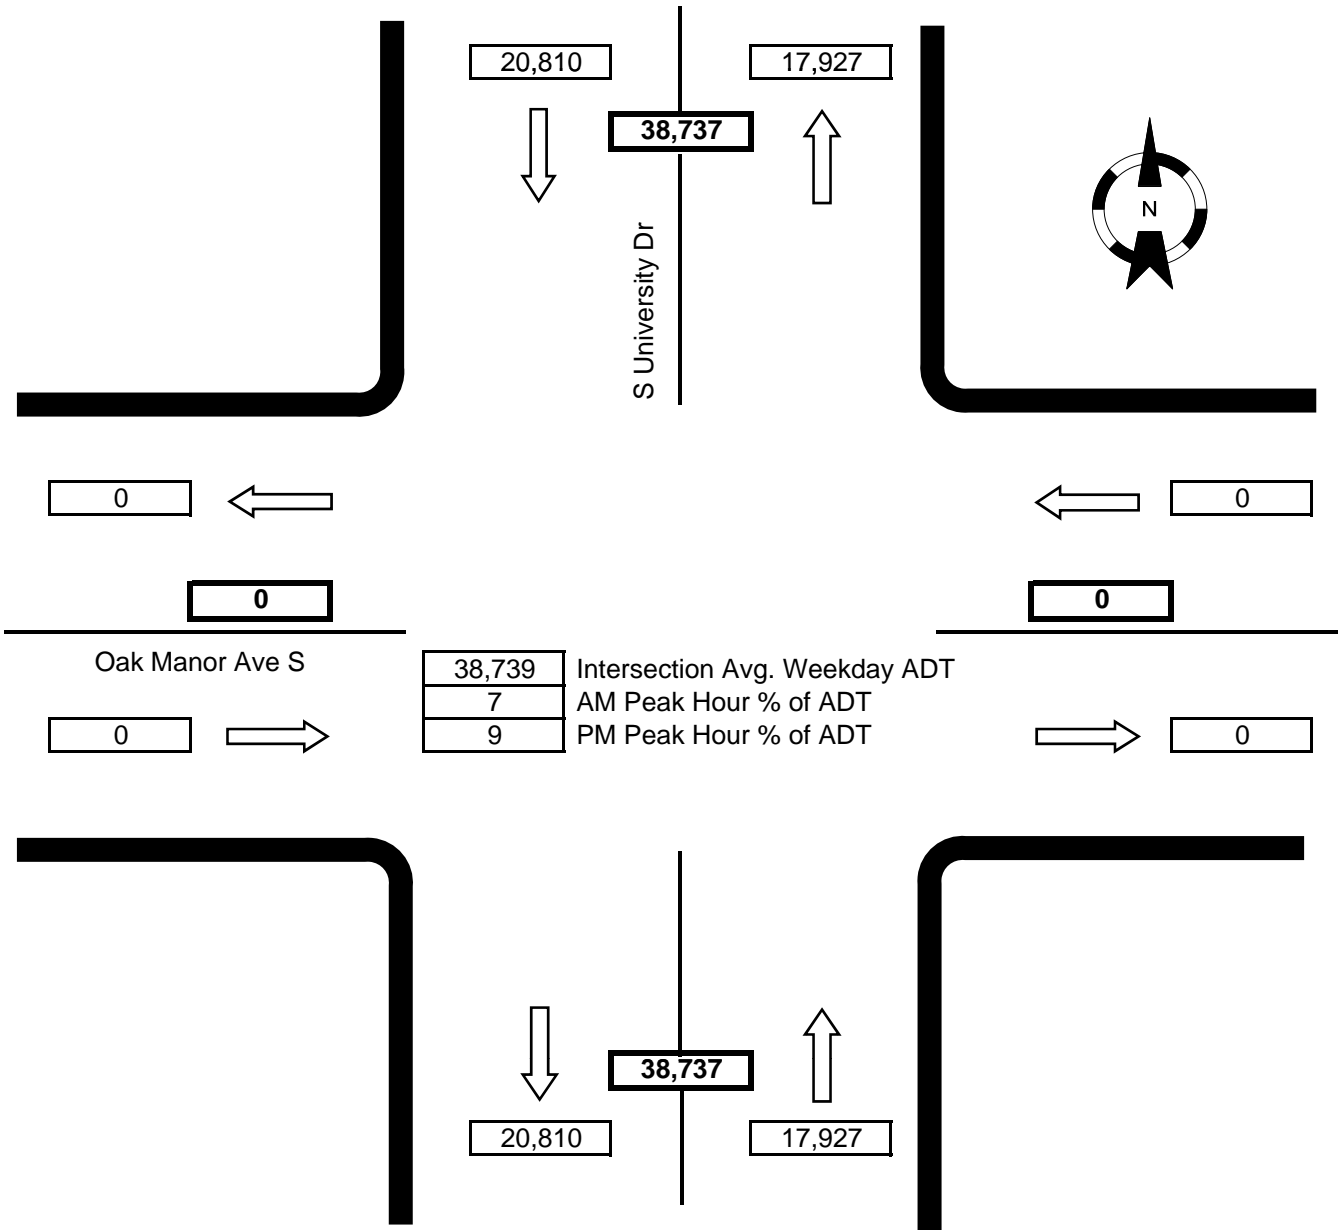 20,810
17,927
38,737
N
S University Dr
0
0
0
0
Oak Manor Ave S
38,739 Intersection Avg. Weekday ADT
7 AM Peak Hour % of ADT
9 PM Peak Hour % of ADT
0
0
38,737
20,810
17,927